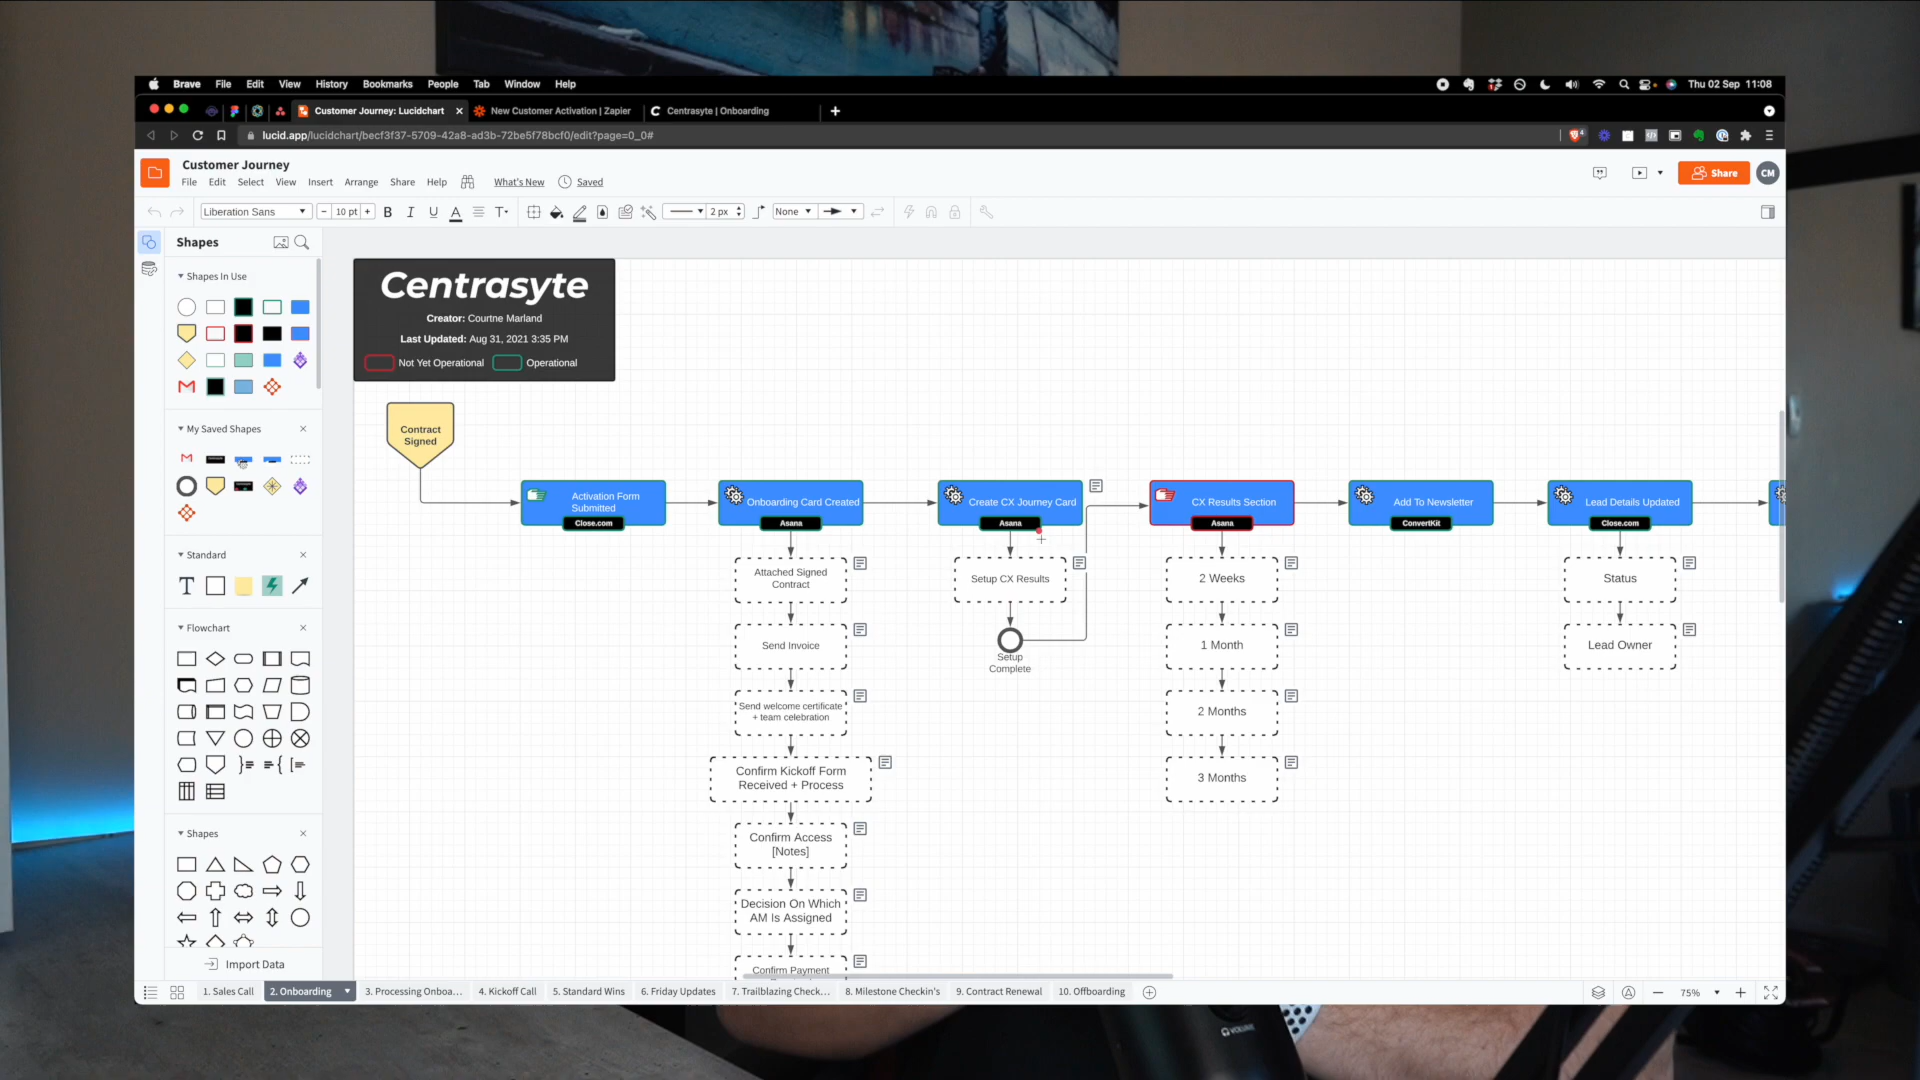 Brave File Edit View History Bookmarks People Tab Window Help
Thu 02 Sep 11:08
Customer Journey: Lucidchart
New Customer Activation | Zapier
Centrasyte | Onboarding
lucid.app/lucidchart/becf3f37-5709-42a8-ad3b-72be5f78bcf0/edit?page=0_0#
Customer Journey
File Edit Select View Insert Arrange Share Help What's New Saved
Share
CM
Liberation Sans
10 pt
B I U A T
2 px
None
Shapes
Shapes In Use
My Saved Shapes
Standard
Flowchart
Shapes
Import Data
Centrasyte
Creator: Courtne Marland
Last Updated: Aug 31, 2021 3:35 PM
Not Yet Operational
Operational
Contract
Signed
Activation Form
Submitted
Close.com
Onboarding Card Created
Asana
Attached Signed
Contract
Send Invoice
Send welcome certificate
+ team celebration
Confirm Kickoff Form
Received + Process
Confirm Access
[Notes]
Decision On Which
AM Is Assigned
Confirm Payment
Create CX Journey Card
Asana
Setup CX Results
Setup
Complete
CX Results Section
Asana
2 Weeks
1 Month
2 Months
3 Months
Add To Newsletter
ConvertKit
Lead Details Updated
Close.com
Status
Lead Owner
1. Sales Call
2. Onboarding
3. Processing Onboa...
4. Kickoff Call
5. Standard Wins
6. Friday Updates
7. Trailblazing Check...
8. Milestone Checkin's
9. Contract Renewal
10. Offboarding
75%